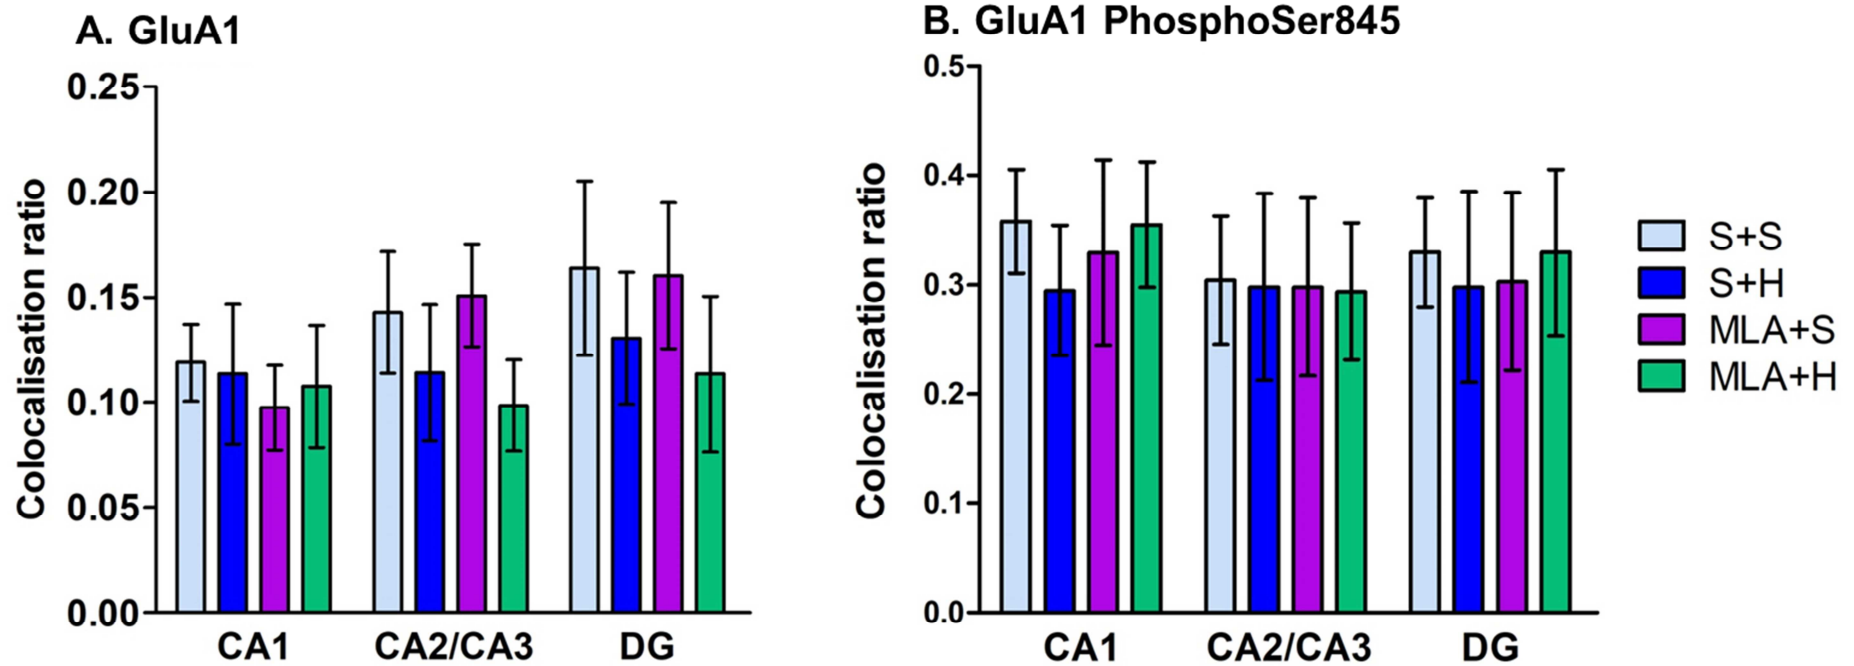 A. GluA1
Colocalisation ratio
0.25
0.20
0.15
0.10
0.05
0.00
CA1
CA2/CA3
DG
B. GluA1 PhosphoSer845
Colocalisation ratio
0.5
0.4
0.3
0.2
0.1
0.0
CA1
CA2/CA3
DG
S+S
S+H
MLA+S
MLA+H